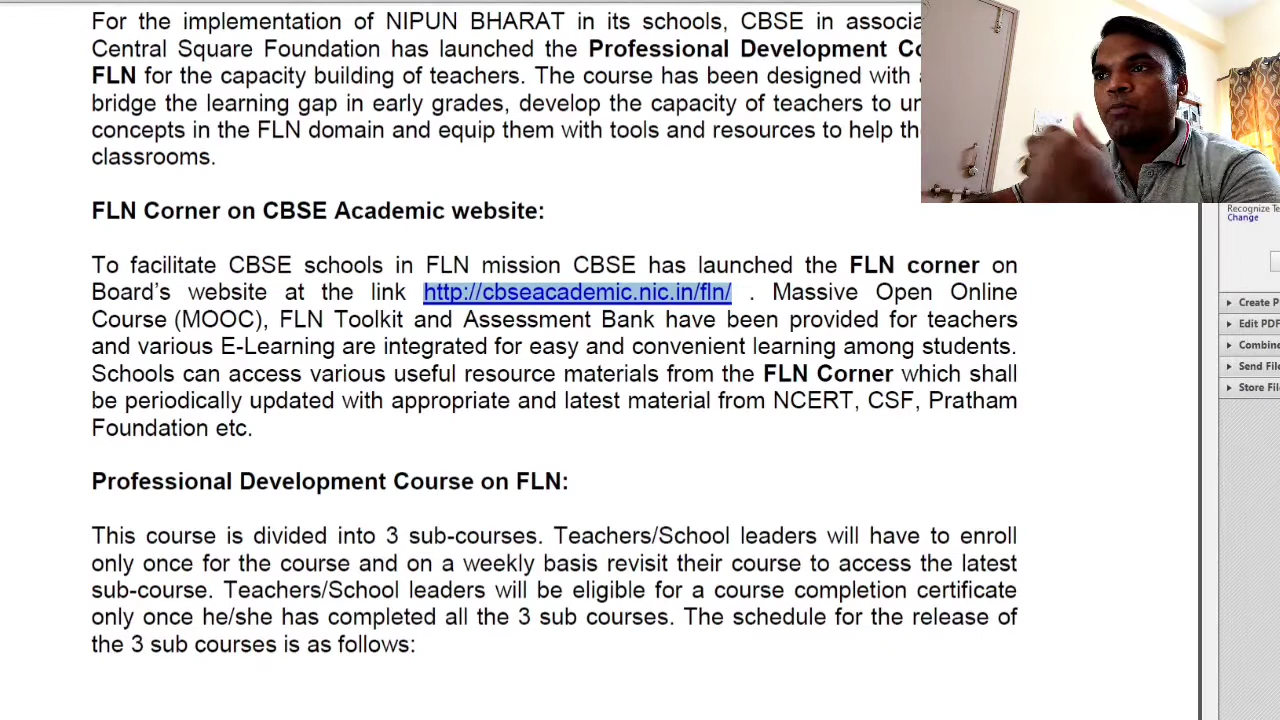 For the implementation of NIPUN BHARAT in its schools, CBSE in
Central Square Foundation has launched the Professional Development
FLN for the capacity building of teachers. The course has been designed with
bridge the learning gap in early grades, develop the capacity of teachers to
concepts in the FLN domain and equip them with tools and resources to help
classrooms.
FLN Corner on CBSE Academic website:
To facilitate CBSE schools in FLN mission CBSE has launched the FLN corner on
Board's website at the link http://cbseacademic.nic.in/fln/ . Massive Open Online
Course (MOOC), FLN Toolkit and Assessment Bank have been provided for teachers
and various E-Learning are integrated for easy and convenient learning among students.
Schools can access various useful resource materials from the FLN Corner which shall
be periodically updated with appropriate and latest material from NCERT, CSF, Pratham
Foundation etc.
Professional Development Course on FLN:
This course is divided into 3 sub-courses. Teachers/School leaders will have to enroll
only once for the course and on a weekly basis revisit their course to access the latest
sub-course. Teachers/School leaders will be eligible for a course completion certificate
only once he/she has completed all the 3 sub courses. The schedule for the release of
the 3 sub courses is as follows:
Recognize Te
Change
Create P
Edit PDF
Combine
Send File
Store Fil